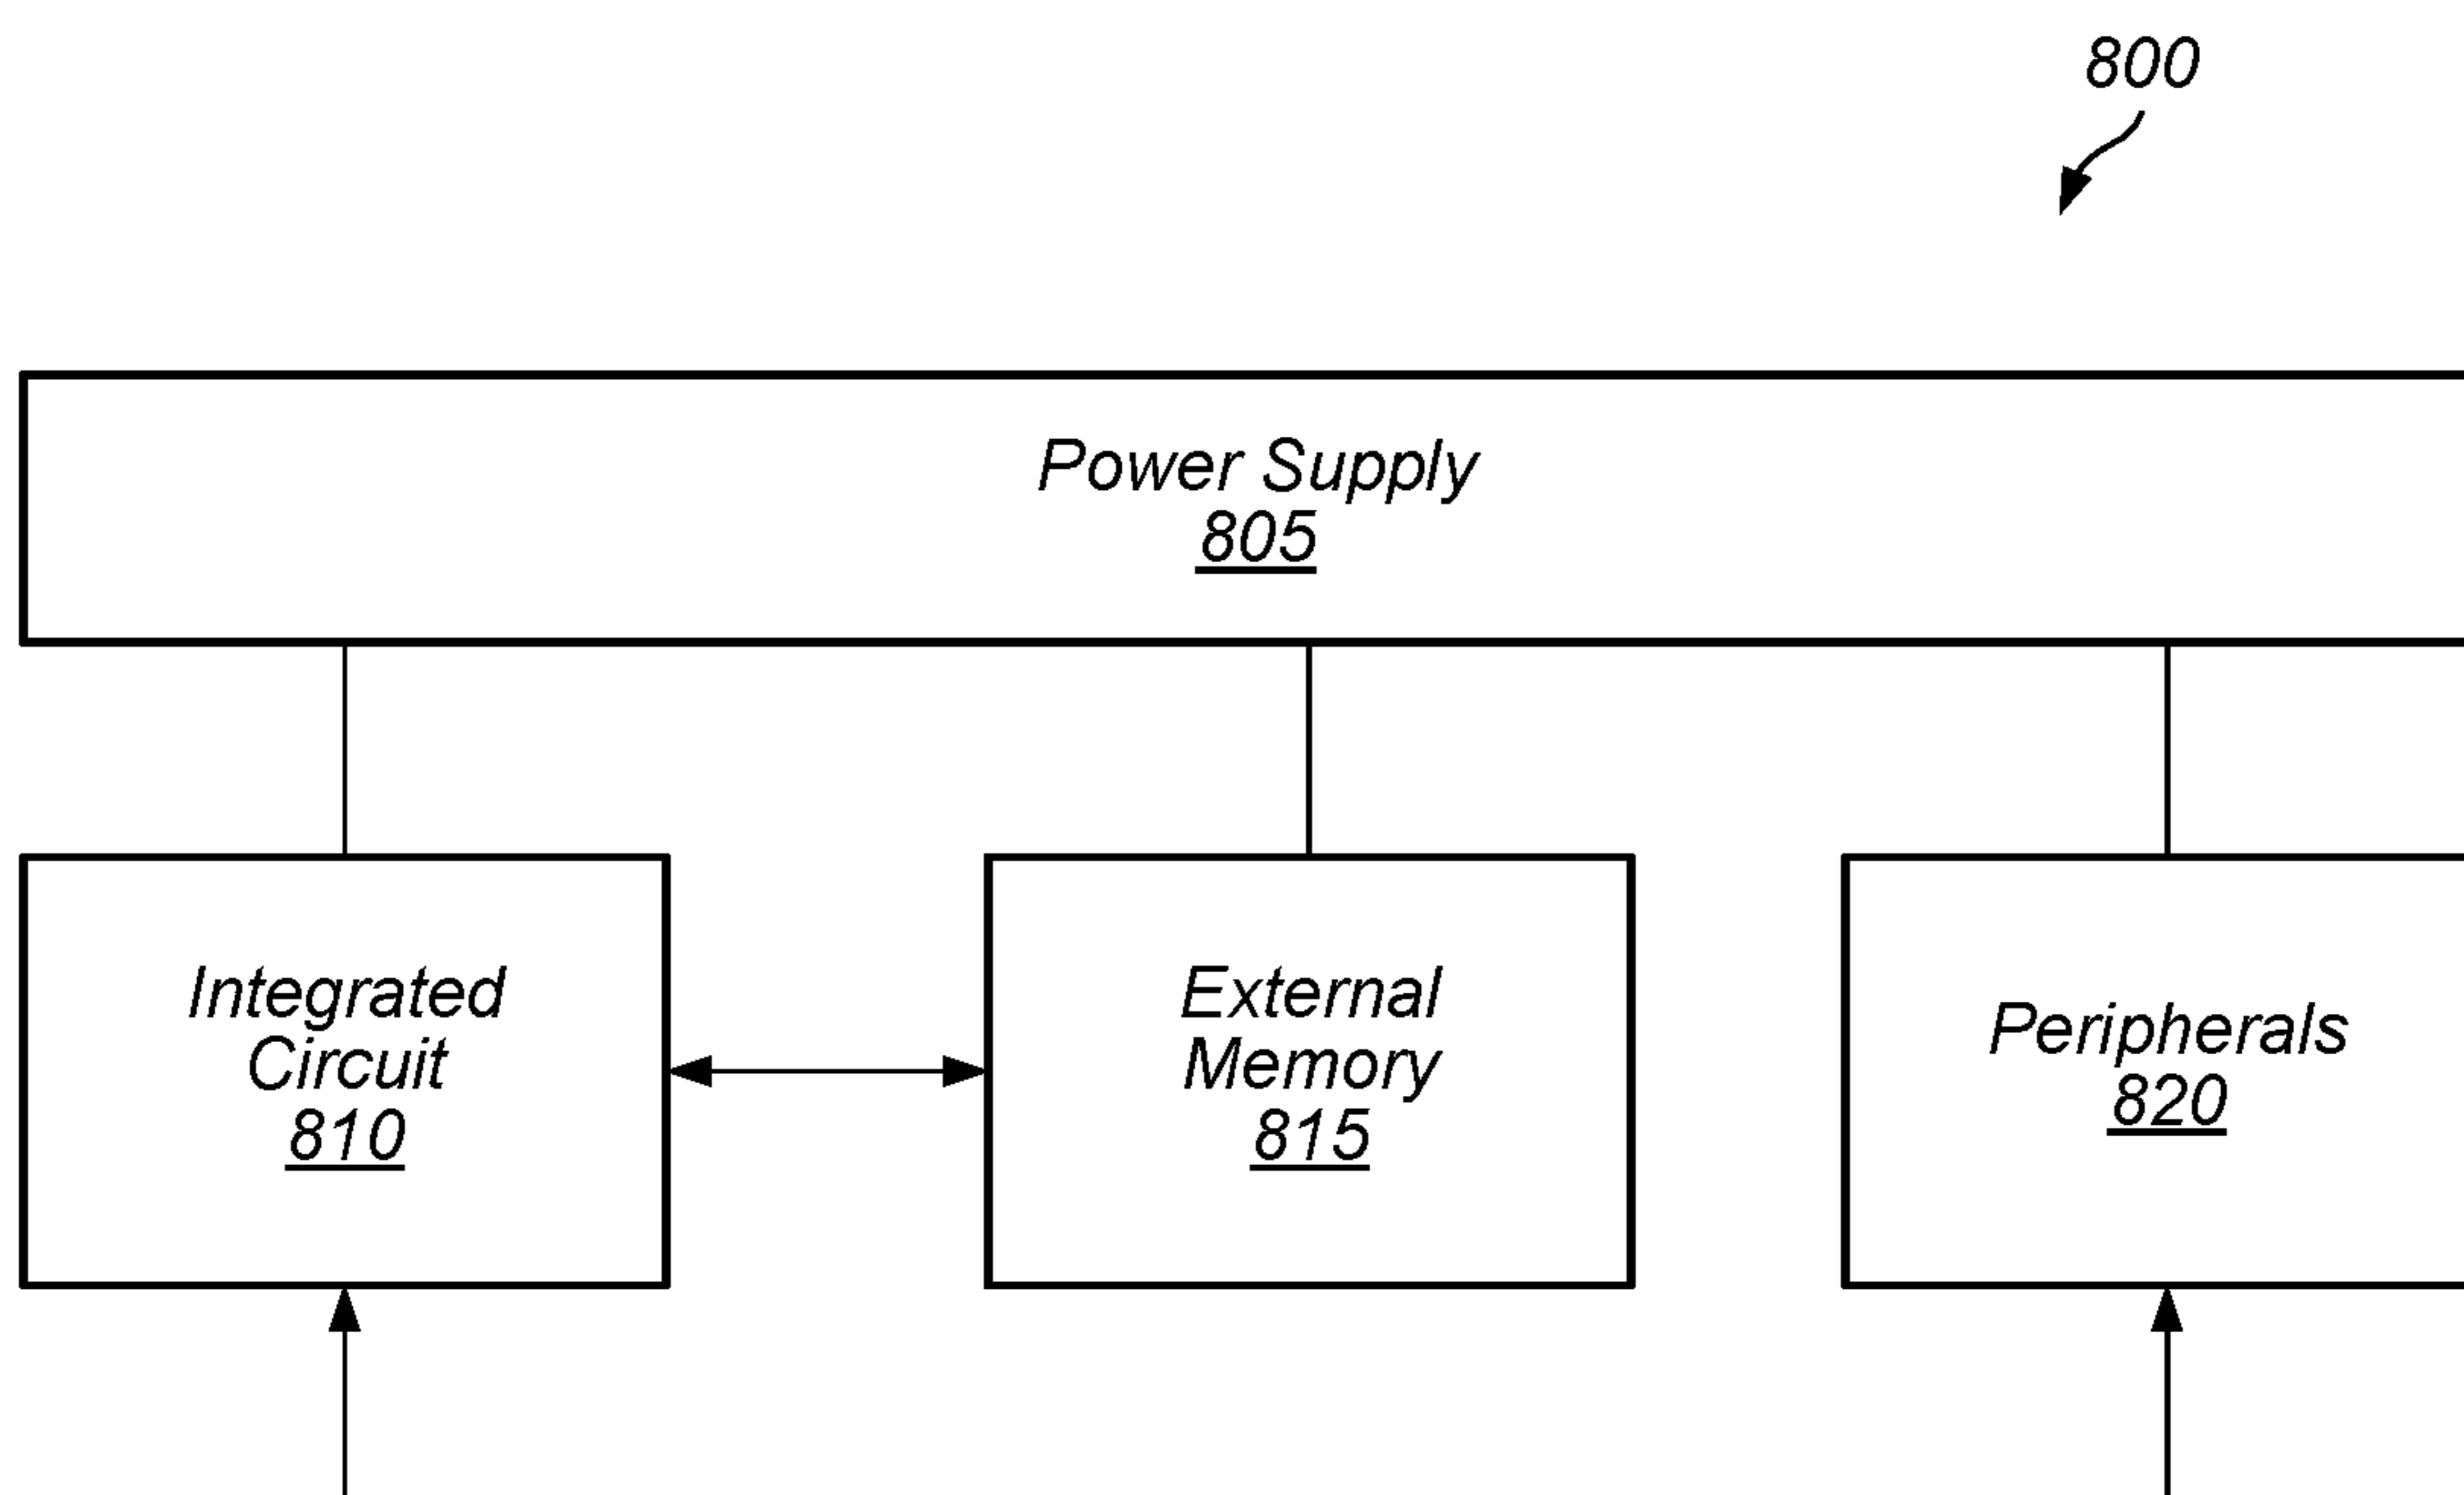 800
Power Supply
805
Integrated
Circuit
810
External
Memory
815
Peripherals
820